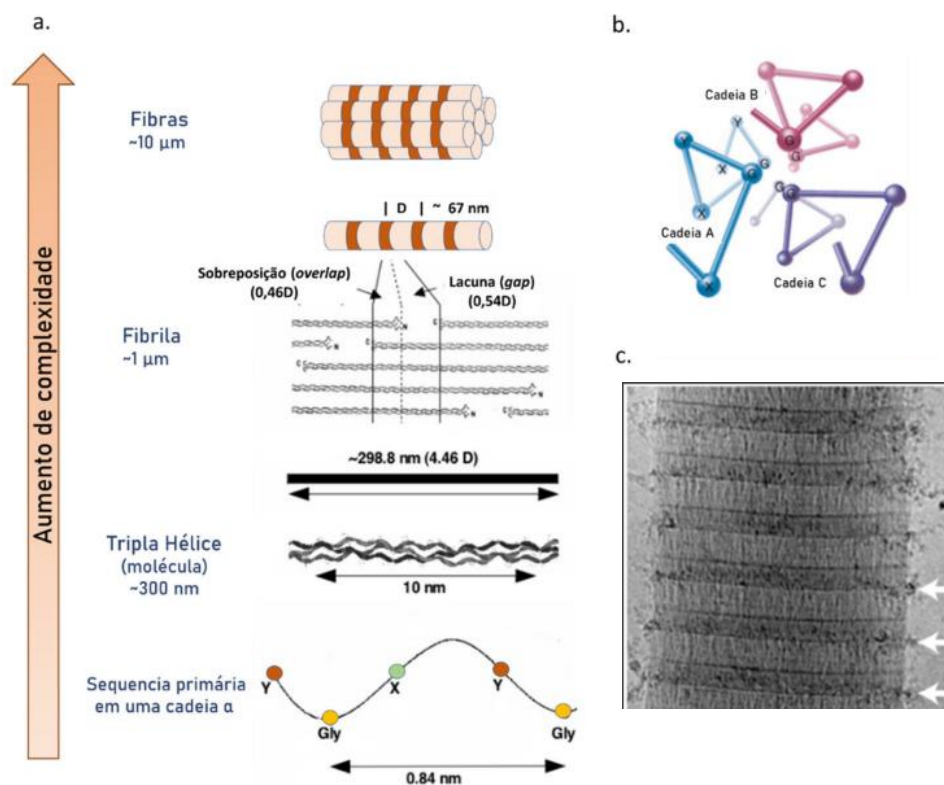 a.
Aumento de complexidade
Fibras
~10 µm
| D | ~ 67 nm
Sobreposição (overlap)
(0,46D)
Lacuna (gap)
(0,54D)
Fibrila
~1 µm
N
C
N
C
C
N
N
C
~298.8 nm (4.46 D)
Tripla Hélice
(molécula)
~300 nm
10 nm
Sequencia primária
em uma cadeia α
Y
X
Y
Gly
Gly
0.84 nm
b.
Cadeia B
Y
Y
G
G
X
G
G
G
G
X
Cadeia A
X
Cadeia C
c.